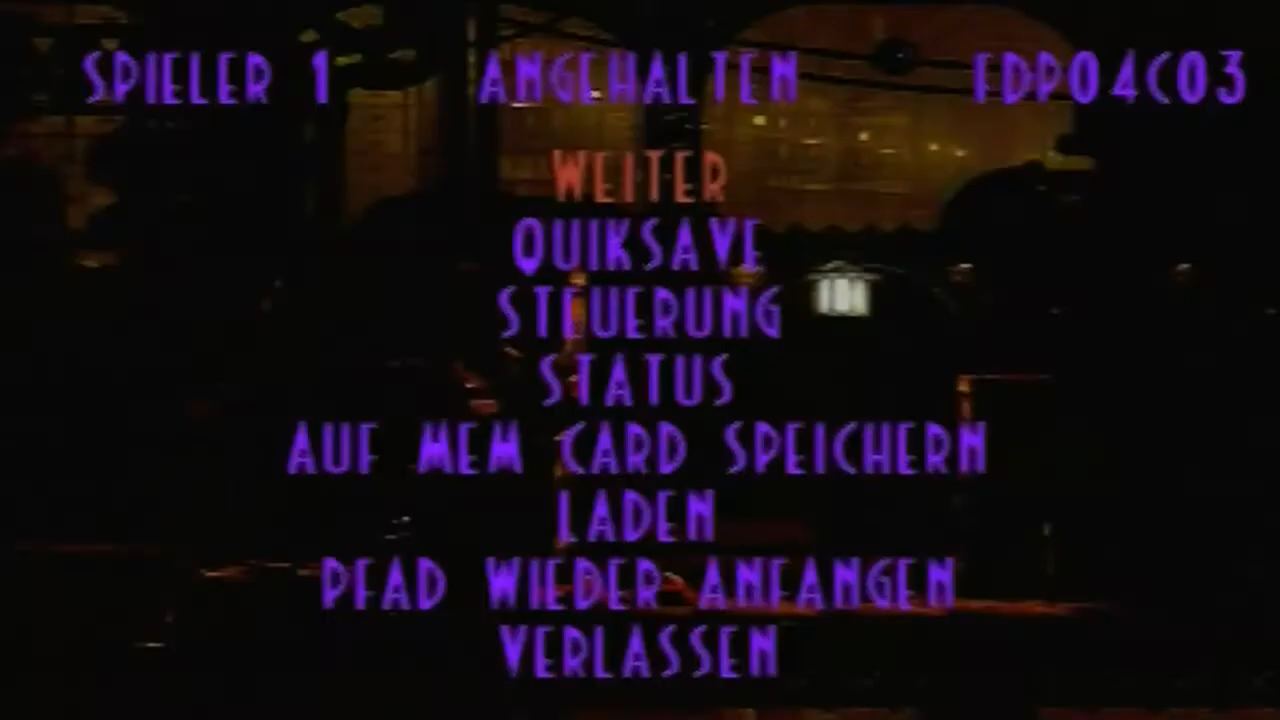 SPIELER 1 ANGEHALTEN FDP04C03
WEITER
QUIKSAVE
STEUERUNG
STATUS
AUF MEM CARD SPEICHERN
LADEN
PFAD WIEDER ANFANGEN
VERLASSEN